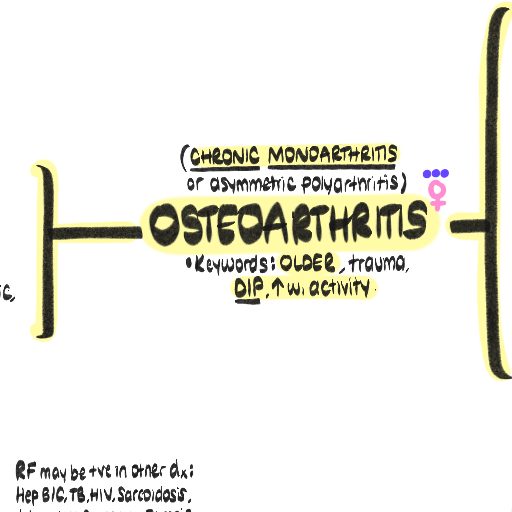 (CHRONIC MONOARTHRITIS
or asymmetric polyarthritis)
OSTEOARTHRITIS
•Keywords: OLDER, trauma,
DIP, ↑ w. activity
RF may be +ve in other dx:
Hep B/C, TB, HIV, Sarcoidosis,